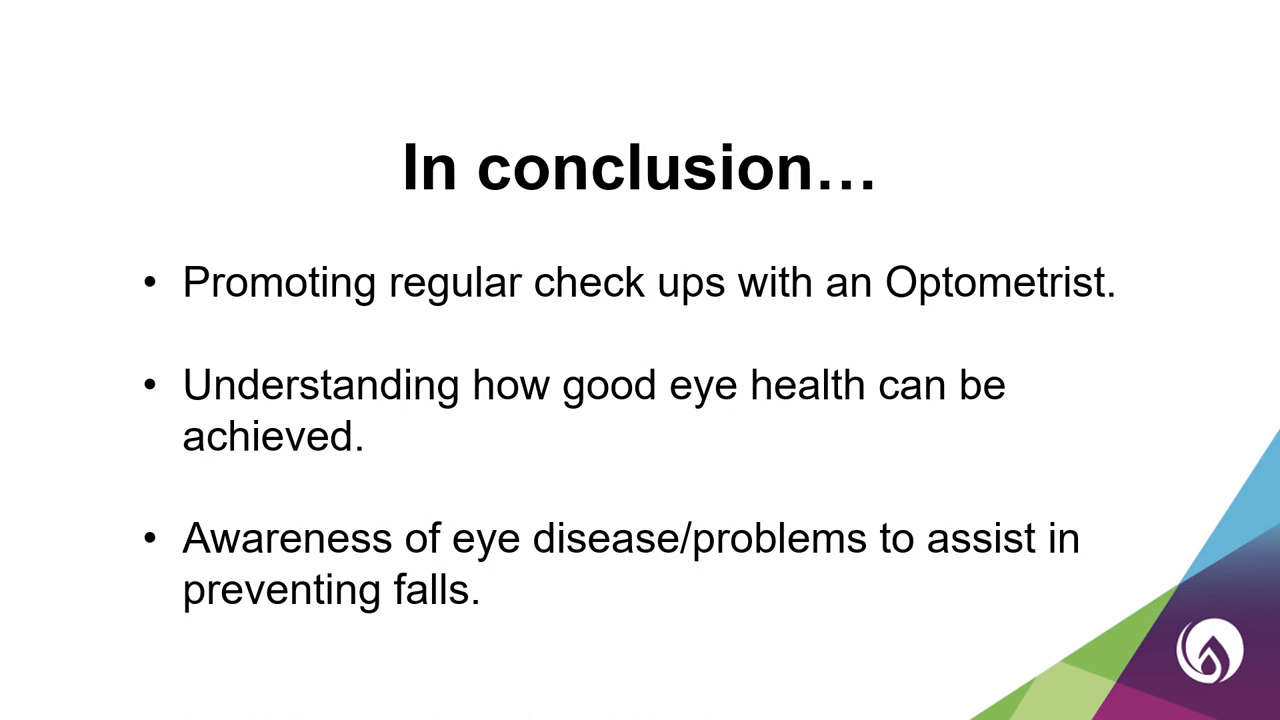 In conclusion…
• Promoting regular check ups with an Optometrist.
• Understanding how good eye health can be
achieved.
• Awareness of eye disease/problems to assist in
preventing falls.